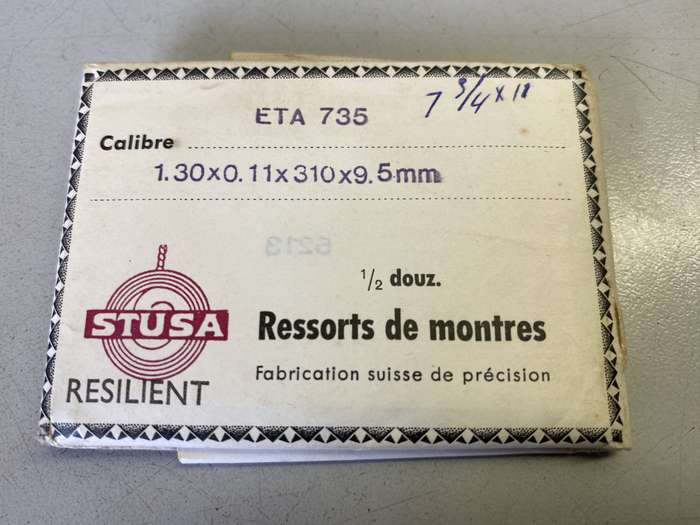 ETA 735
7 3/4 x 11
Calibre
1.30x0.11x310x9.5mm
6213
1/2 douz.
STUSA
Ressorts de montres
RESILIENT
Fabrication suisse de précision